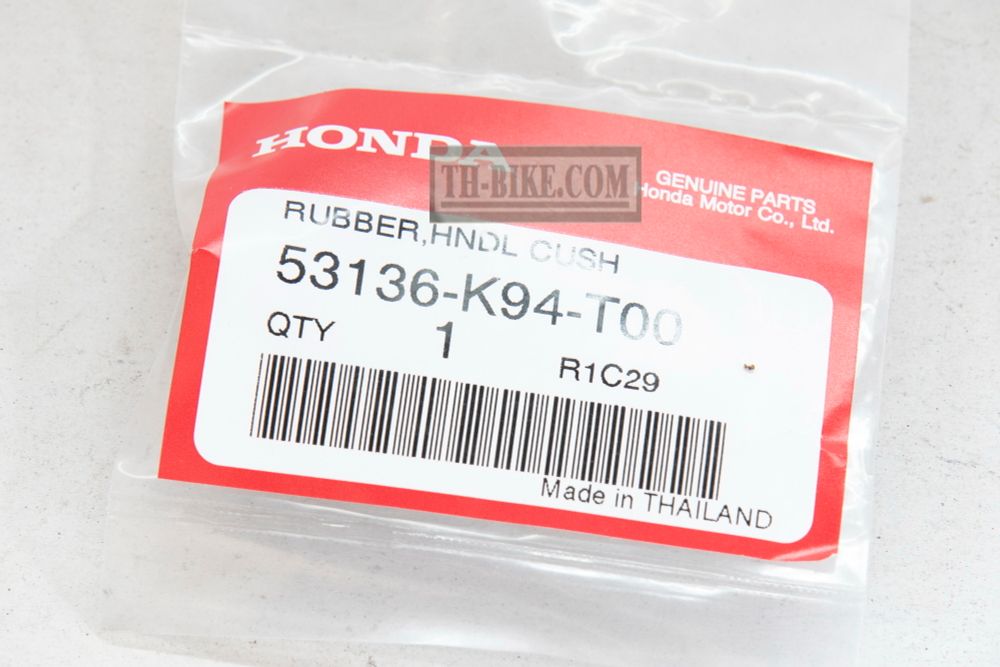 HONDA
TH-BIKE.COM
GENUINE PARTS
Honda Motor Co., Ltd.
RUBBER,HNDL CUSH
53136-K94-T00
QTY 1
R1C29
Made in THAILAND